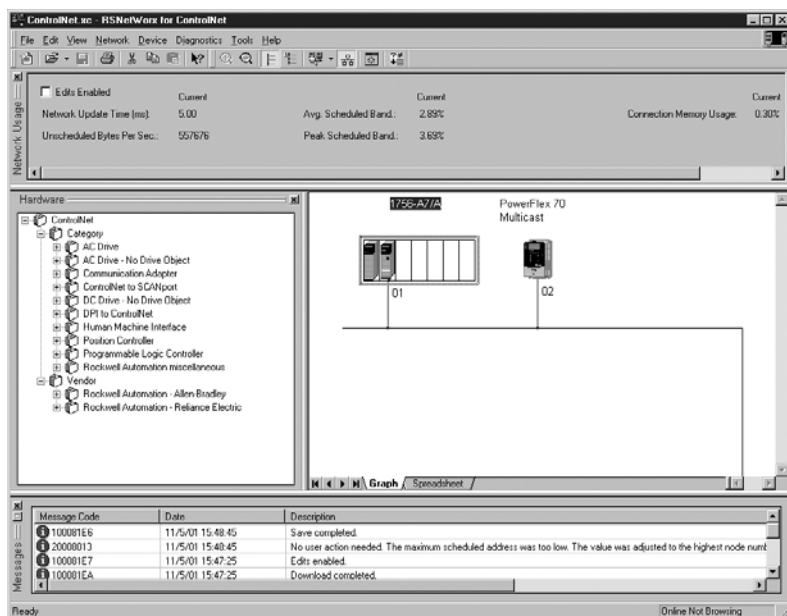 ControlNet.xc - RSNetWorx for ControlNet
File Edit View Network Device Diagnostics Tools Help
Network Usage
Edits Enabled
Current
Current
Current
Network Update Time (ms): 5.00
Avg. Scheduled Band.: 2.89%
Connection Memory Usage: 0.30%
Unscheduled Bytes Per Sec.: 557676
Peak Scheduled Band.: 3.69%
Hardware
ControlNet
Category
AC Drive
AC Drive - No Drive Object
Communication Adapter
ControlNet to SCANport
DC Drive - No Drive Object
DPI to ControlNet
Human Machine Interface
Position Controller
Programmable Logic Controller
Rockwell Automation miscellaneous
Vendor
Rockwell Automation - Allen-Bradley
Rockwell Automation - Reliance Electric
1756-A7/A
PowerFlex 70
Multicast
01
02
Graph
Spreadsheet
Messages
Message Code Date Description
100081E6 11/5/01 15:48:45 Save completed.
20008013 11/5/01 15:48:45 No user action needed. The maximum scheduled address was too low. The value was adjusted to the highest node numb
100081E7 11/5/01 15:47:25 Edits enabled.
100081EA 11/5/01 15:47:25 Download completed.
Ready
Online Not Browsing